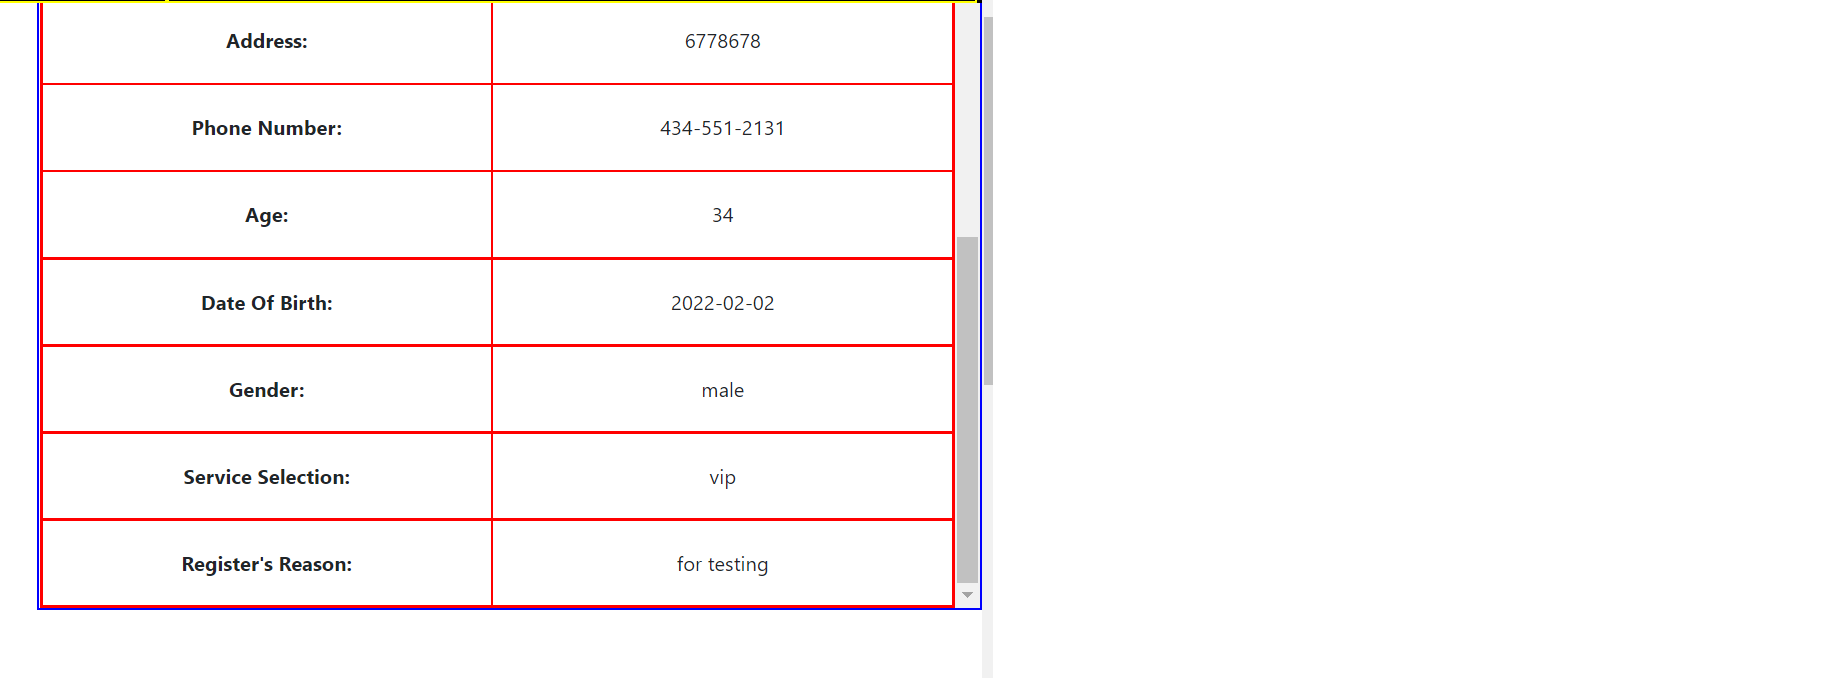 Address: 6778678
Phone Number: 434-551-2131
Age: 34
Date Of Birth: 2022-02-02
Gender: male
Service Selection: vip
Register's Reason: for testing